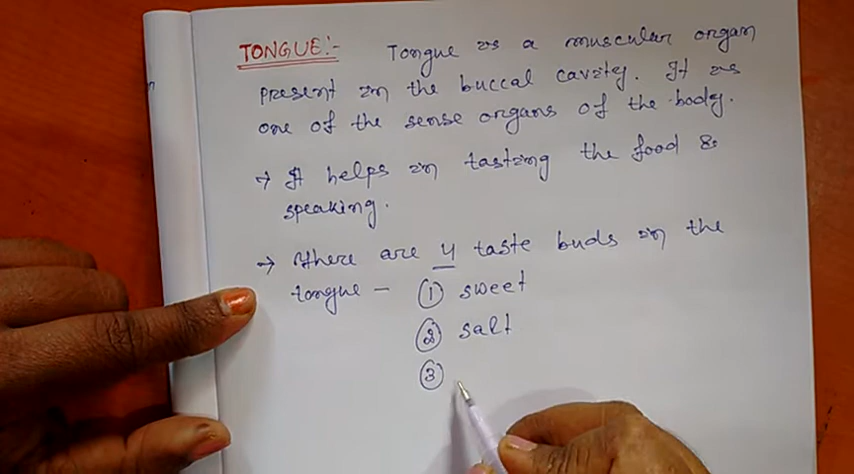 TONGUE:- Tongue is a muscular organ
present in the buccal cavity. It is
one of the sense organs of the body.
→ It helps in tasting the food &
speaking.
→ There are 4 taste buds in the
tongue - ① sweet
② salt
③